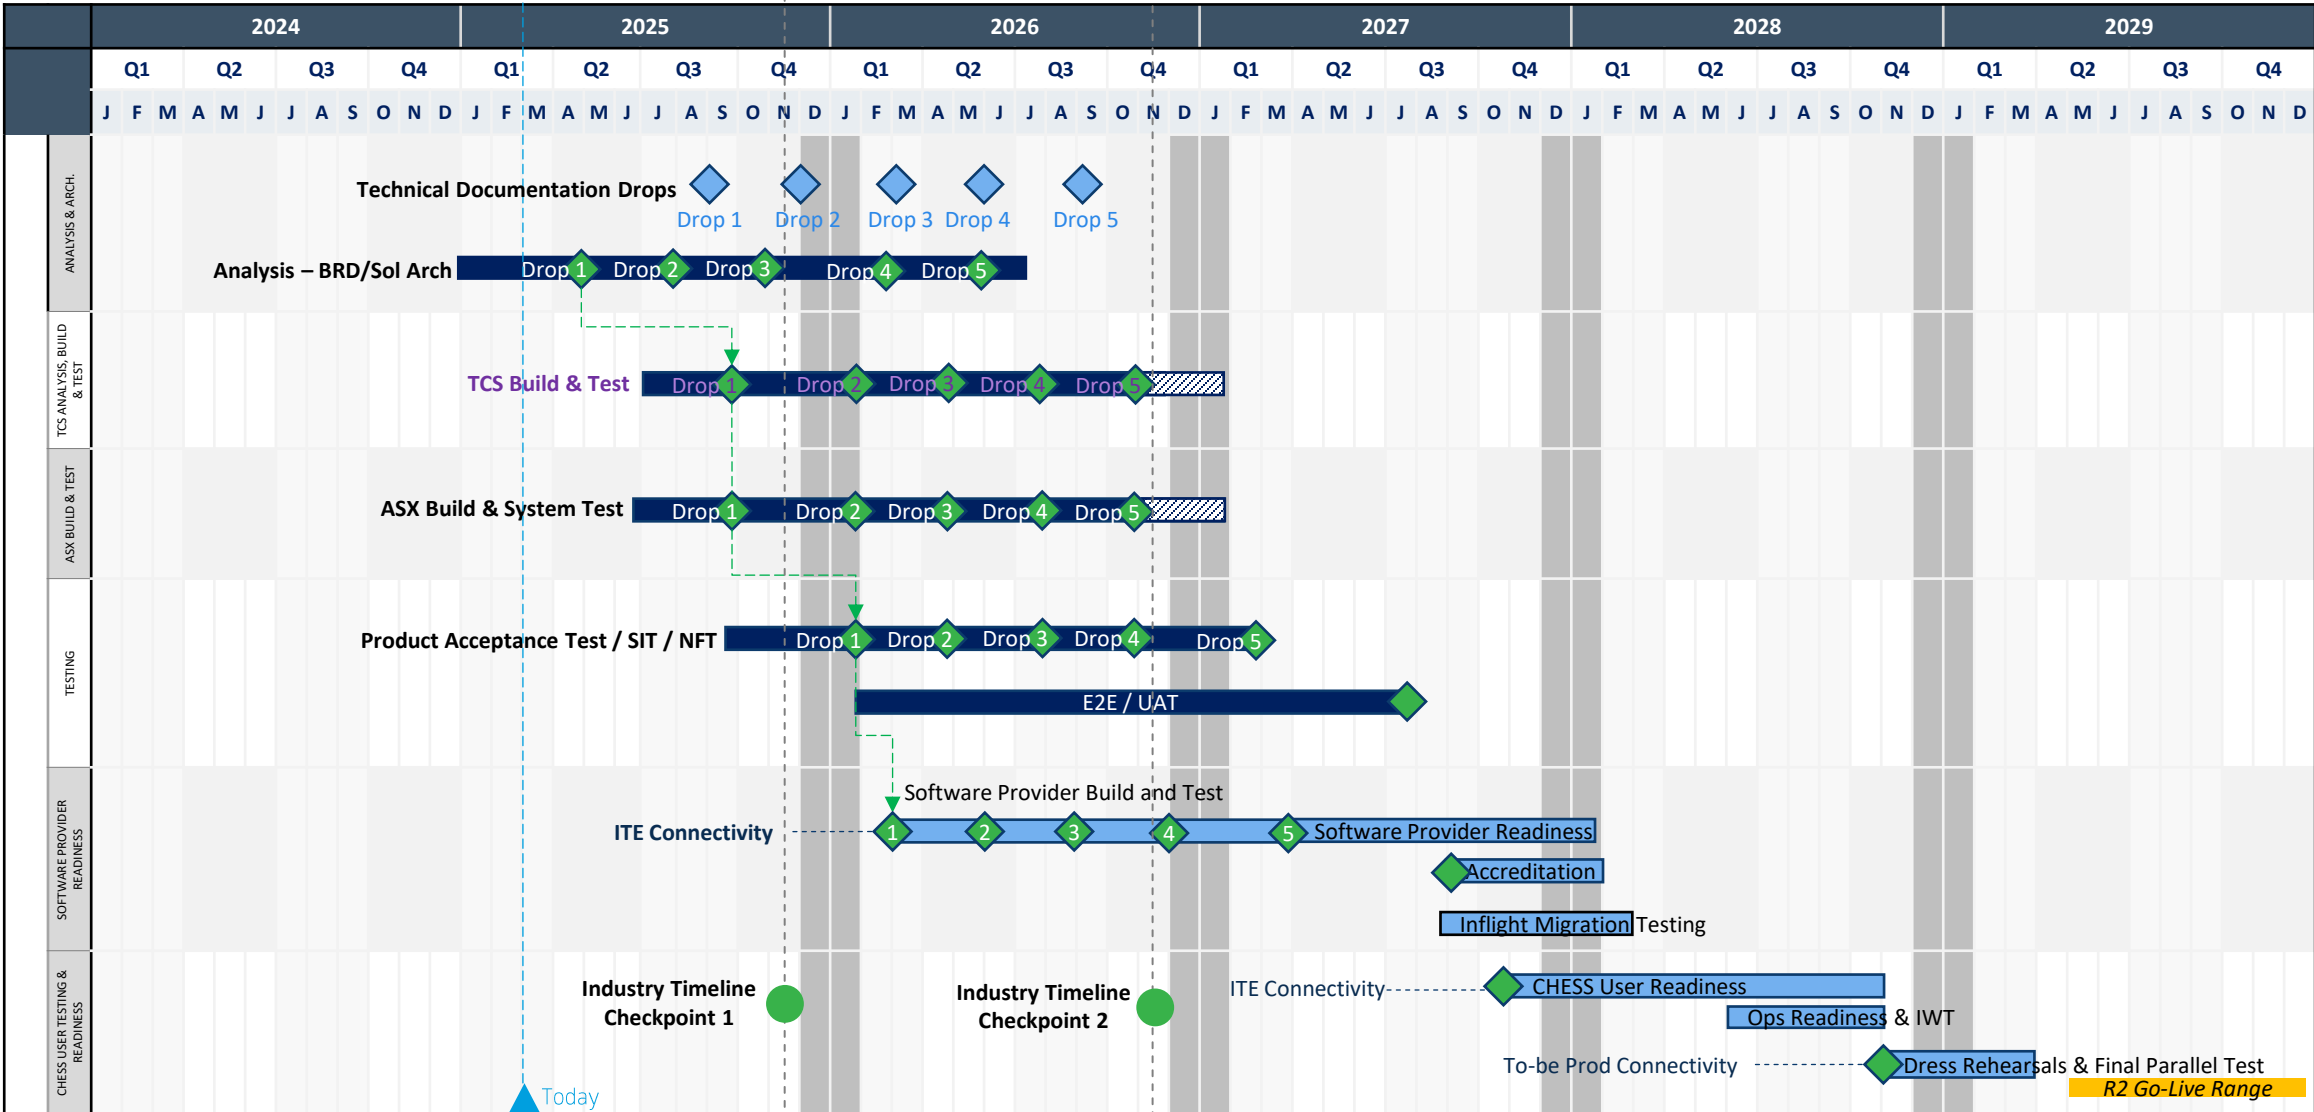 2024 2025 2026 2027 2028 2029
Q1 Q2 Q3 Q4 Q1 Q2 Q3 Q4 Q1 Q2 Q3 Q4 Q1 Q2 Q3 Q4 Q1 Q2 Q3 Q4 Q1 Q2 Q3 Q4
J F M A M J J A S O N D J F M A M J J A S O N D J F M A M J J A S O N D J F M A M J J A S O N D J F M A M J J A S O N D J F M A M J J A S O N D
ANALYSIS & ARCH.
Technical Documentation Drops
Drop 1 Drop 2 Drop 3 Drop 4 Drop 5
Analysis – BRD/Sol Arch Drop 1 Drop 2 Drop 3 Drop 4 Drop 5
TCS ANALYSIS, BUILD
& TEST
TCS Build & Test Drop 1 Drop 2 Drop 3 Drop 4 Drop 5
ASX BUILD & TEST
ASX Build & System Test Drop 1 Drop 2 Drop 3 Drop 4 Drop 5
TESTING
Product Acceptance Test / SIT / NFT Drop 1 Drop 2 Drop 3 Drop 4 Drop 5
E2E / UAT
SOFTWARE PROVIDER
READINESS
Software Provider Build and Test
ITE Connectivity 1 2 3 4 5 Software Provider Readiness
Accreditation
Inflight Migration Testing
CHESS USER TESTING &
READINESS
Industry Timeline
Checkpoint 1
Industry Timeline
Checkpoint 2
ITE Connectivity CHESS User Readiness
Ops Readiness & IWT
To-be Prod Connectivity Dress Rehearsals & Final Parallel Test
R2 Go-Live Range
Today